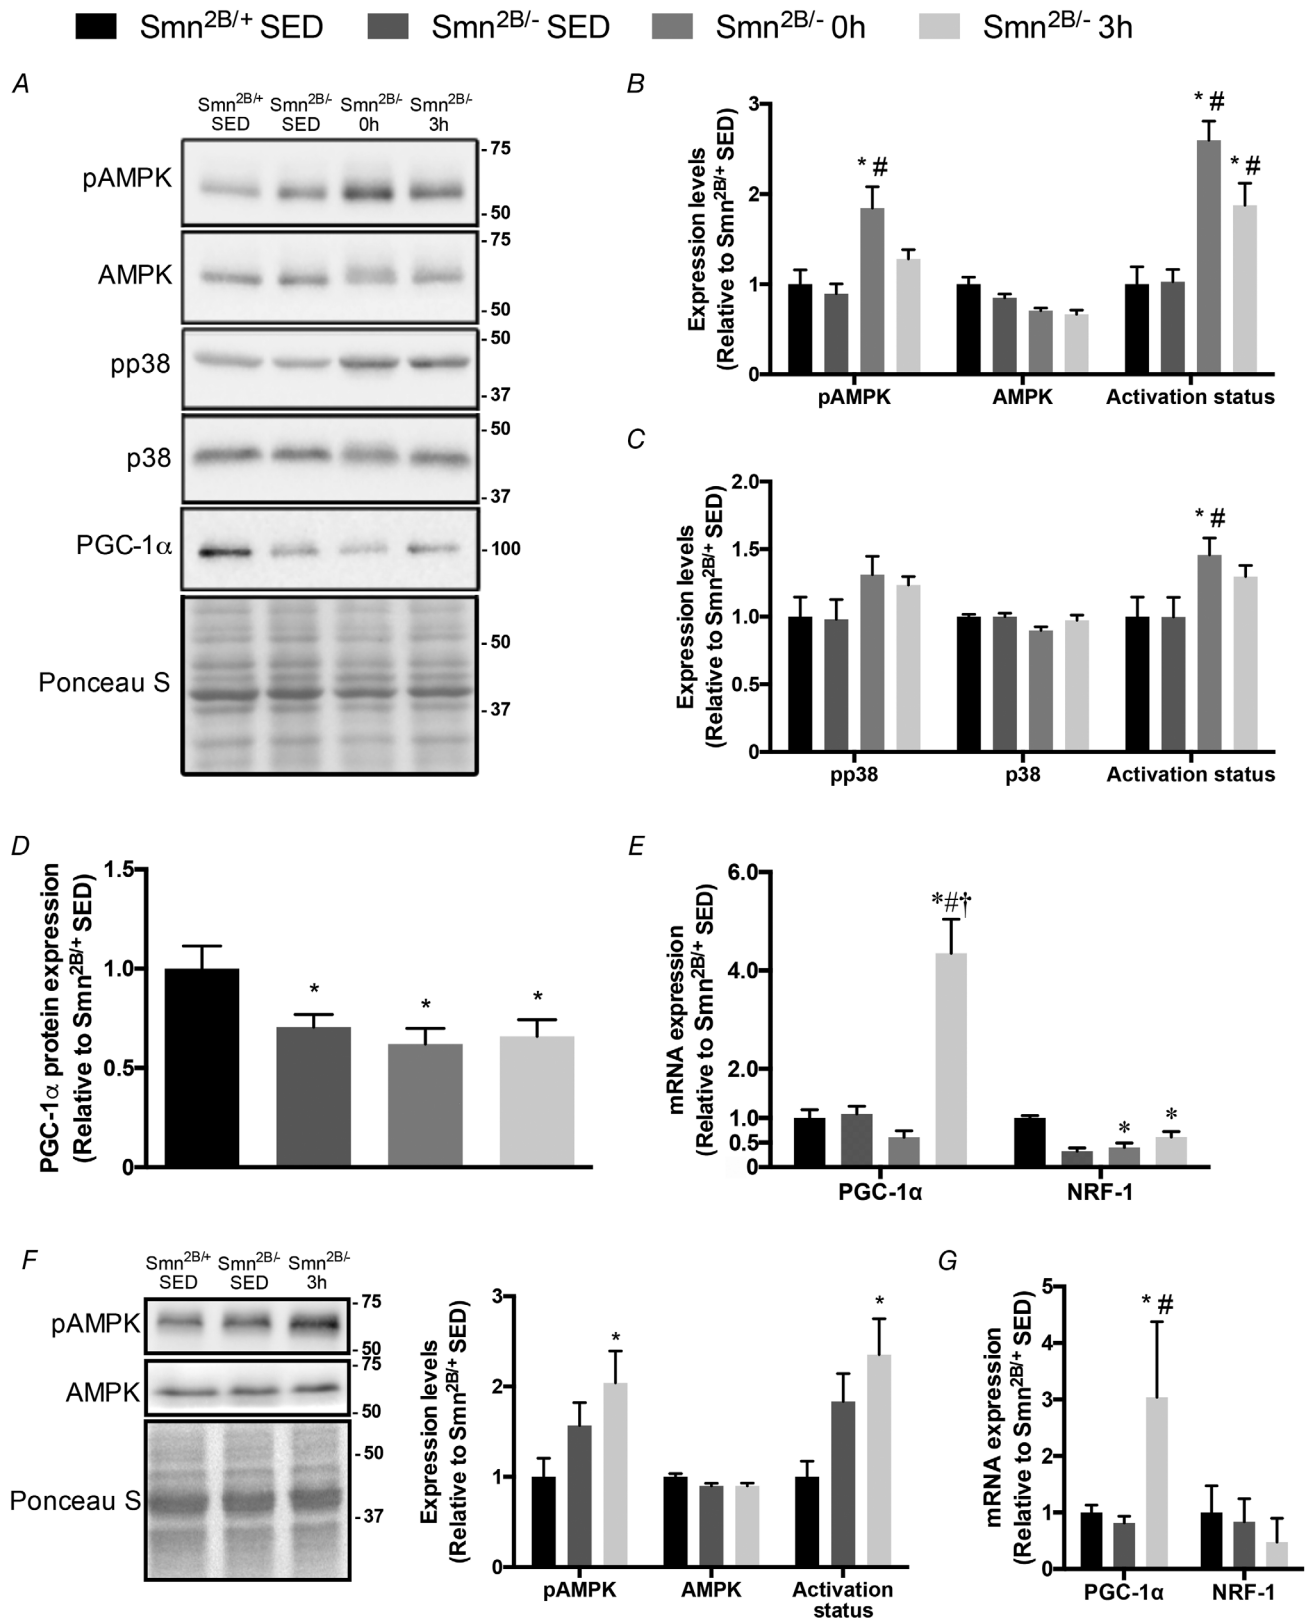 Smn2B/+ SED Smn2B/- SED Smn2B/- 0h Smn2B/- 3h
A
Smn2B/+ SED
Smn2B/- SED
Smn2B/- 0h
Smn2B/- 3h
pAMPK
- 75
- 50
AMPK
- 75
- 50
pp38
- 50
- 37
p38
- 50
- 37
PGC-1α
- 100
Ponceau S
- 50
- 37
B
Expression levels
(Relative to Smn2B/+ SED)
3
2
1
0
* #
* #
* #
pAMPK AMPK Activation status
C
Expression levels
(Relative to Smn2B/+ SED)
2.0
1.5
1.0
0.5
0
* #
pp38 p38 Activation status
D
PGC-1α protein expression
(Relative to Smn2B/+ SED)
1.5
1.0
0.5
0
* * *
E
mRNA expression
(Relative to Smn2B/+ SED)
6.0
4.0
2.0
1.0
0.5
0
*#†
* *
PGC-1α NRF-1
F
Smn2B/+ SED
Smn2B/- SED
Smn2B/- 3h
pAMPK
- 75
- 50
AMPK
- 75
- 50
Ponceau S
- 50
- 37
Expression levels
(Relative to Smn2B/+ SED)
3
2
1
0
*
*
pAMPK AMPK Activation
status
G
mRNA expression
(Relative to Smn2B/+ SED)
5
4
3
2
1
0
* #
PGC-1α NRF-1